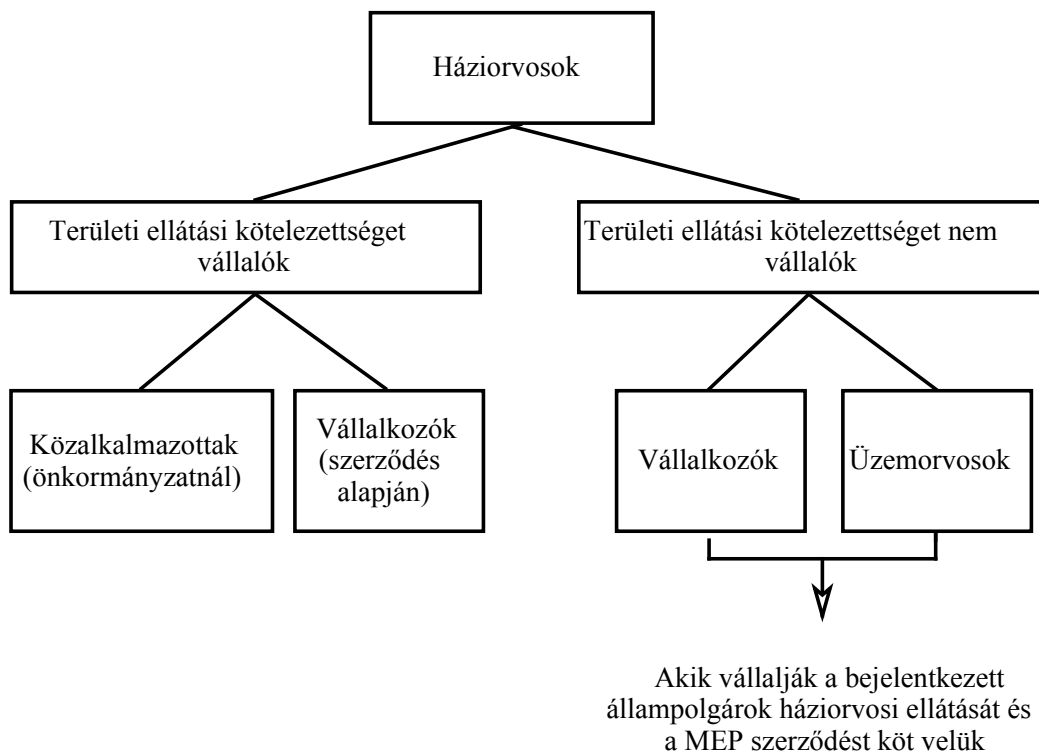 Háziorvosok
Területi ellátási kötelezettséget
vállalók
Területi ellátási kötelezettséget nem
vállalók
Közalkalmazottak
(önkormányzatnál)
Vállalkozók
(szerződés
alapján)
Vállalkozók
Üzemorvosok
Akik vállalják a bejelentkezett
állampolgárok háziorvosi ellátását és
a MEP szerződést köt velük